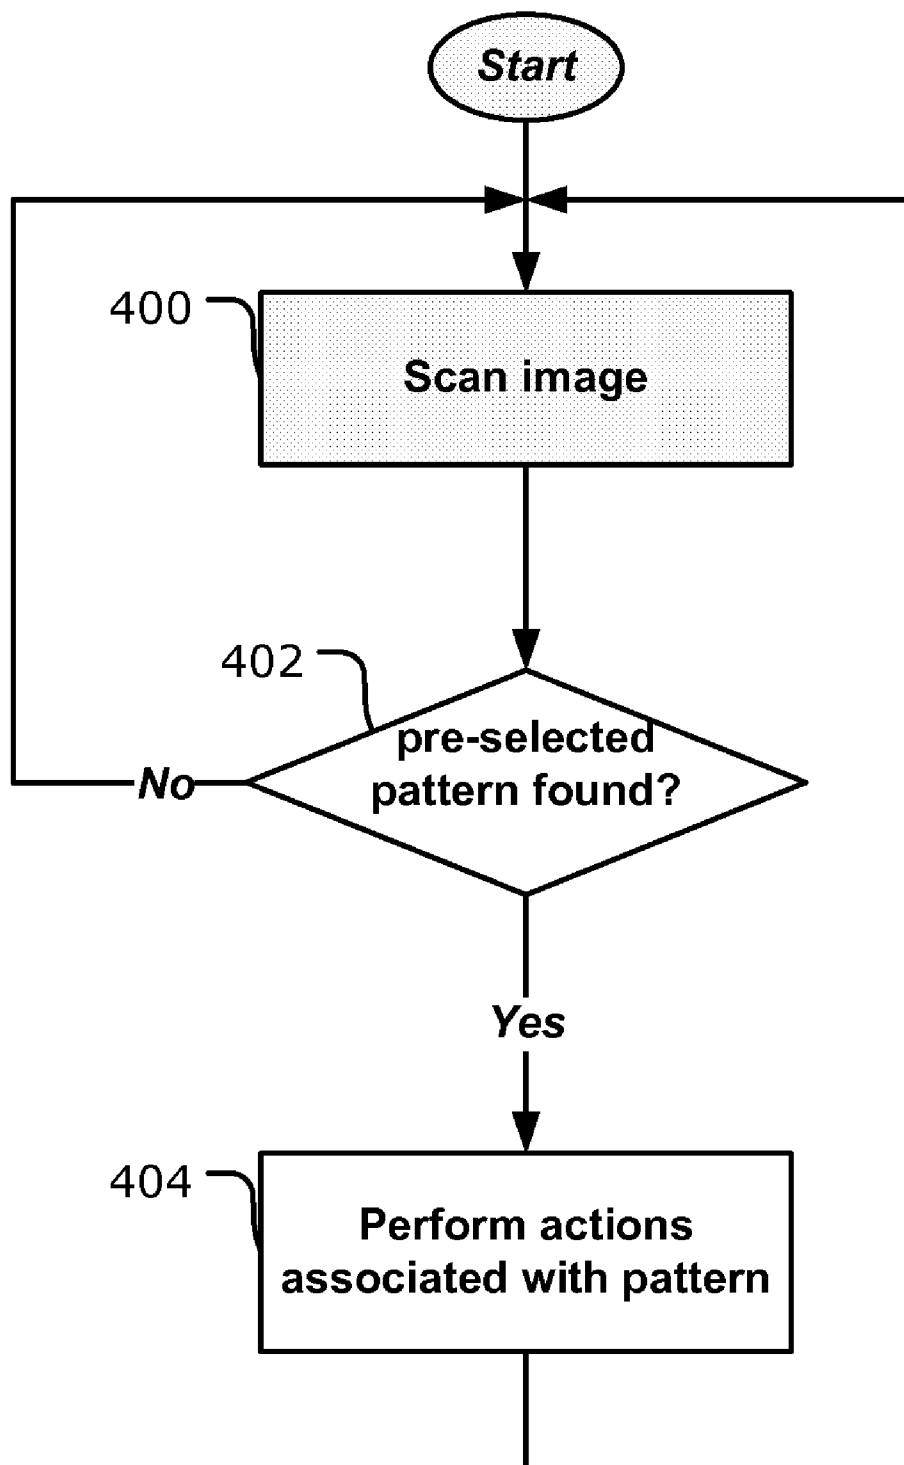 Start
400
Scan image
402
pre-selected
pattern found?
No
Yes
404
Perform actions
associated with pattern